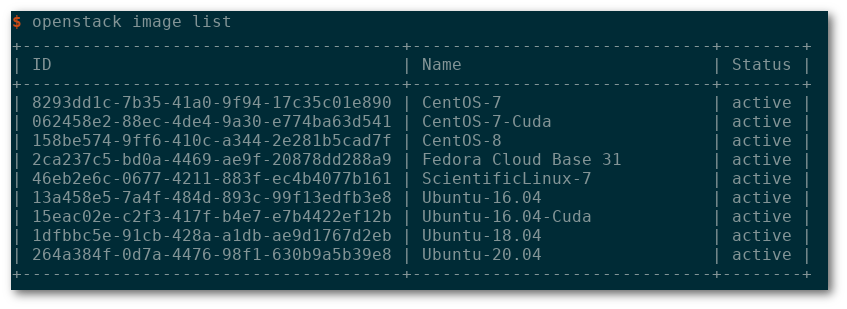 $ openstack image list
+--------------------------------------+------------------------------+--------+
| ID                                   | Name                         | Status |
+--------------------------------------+------------------------------+--------+
| 8293dd1c-7b35-41a0-9f94-17c35c01e890 | CentOS-7                     | active |
| 062458e2-88ec-4de4-9a30-e774ba63d541 | CentOS-7-Cuda                | active |
| 158be574-9ff6-410c-a344-2e281b5cad7f | CentOS-8                     | active |
| 2ca237c5-bd0a-4469-ae9f-20878dd288a9 | Fedora Cloud Base 31         | active |
| 46eb2e6c-0677-4211-883f-ec4b4077b161 | ScientificLinux-7            | active |
| 13a458e5-7a4f-484d-893c-99f13edfb3e8 | Ubuntu-16.04                 | active |
| 15eac02e-c2f3-417f-b4e7-e7b4422ef12b | Ubuntu-16.04-Cuda            | active |
| 1dfbbc5e-91cb-428a-a1db-ae9d1767d2eb | Ubuntu-18.04                 | active |
| 264a384f-0d7a-4476-98f1-630b9a5b39e8 | Ubuntu-20.04                 | active |
+--------------------------------------+------------------------------+--------+